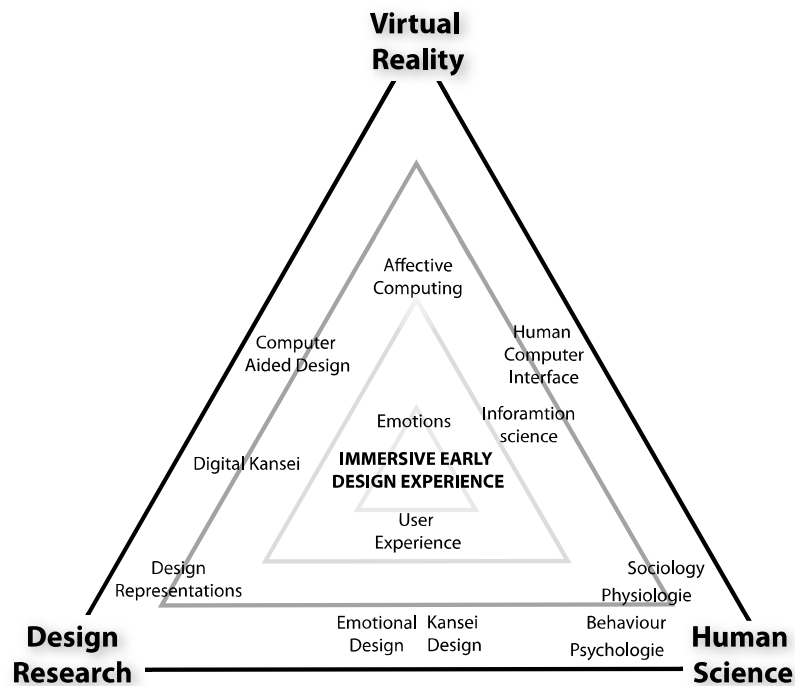 Virtual
Reality
Affective
Computing
Computer
Aided Design
Human
Computer
Interface
Emotions
Inforamtion
science
Digital Kansei
IMMERSIVE EARLY
DESIGN EXPERIENCE
User
Experience
Design
Representations
Sociology
Physiologie
Emotional
Design
Kansei
Design
Behaviour
Psychologie
Design
Research
Human
Science